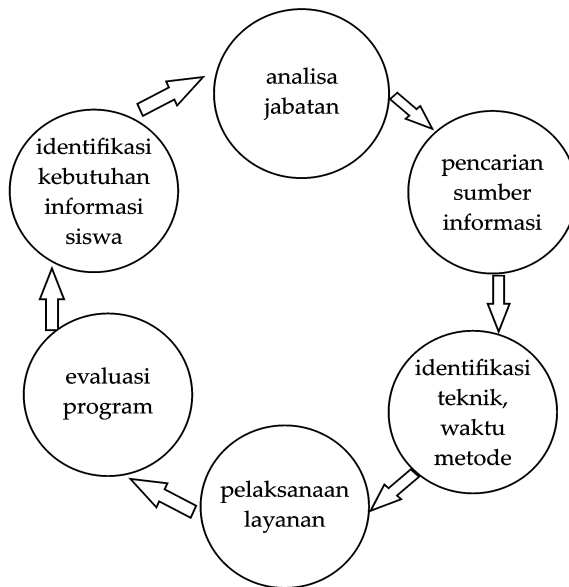 analisa
jabatan
pencarian
sumber
informasi
identifikasi
teknik,
waktu
metode
pelaksanaan
layanan
evaluasi
program
identifikasi
kebutuhan
informasi
siswa